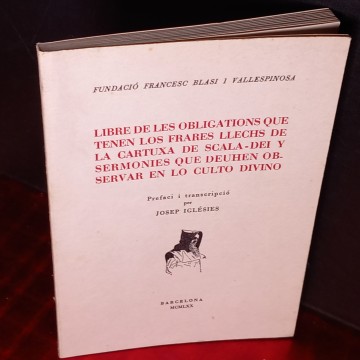 FUNDACIÓ FRANCESC BLASI I VALLESPINOSA
LIBRE DE LES OBLIGATIONS QUE
TENEN LOS FRARES LLECHS DE
LA CARTUXA DE SCALA-DEI Y
SERMONIES QUE DEUHEN OB-
SERVAR EN LO CULTO DIVINO
Prefaci i transcripció
per
JOSEP IGLÉSIES
BARCELONA
MCMLXX